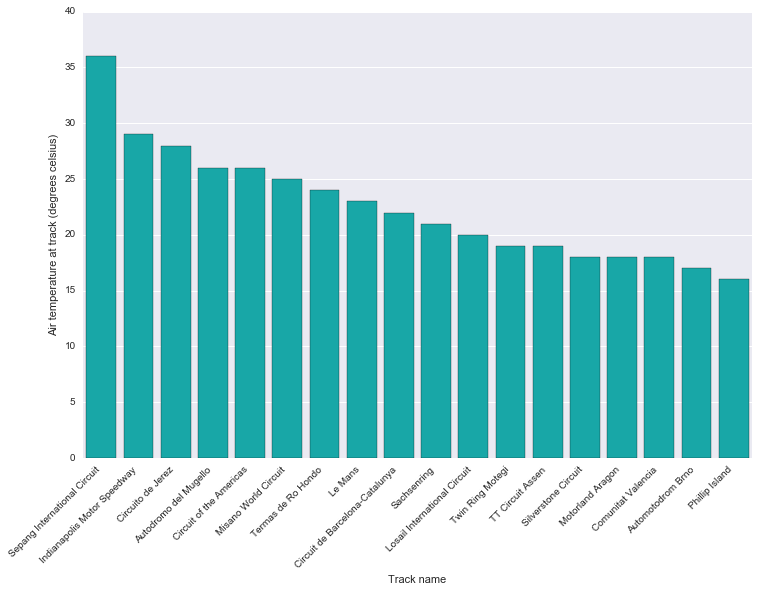 40
35
30
25
20
15
10
5
0
Air temperature at track (degrees celsius)
Sepang International Circuit
Indianapolis Motor Speedway
Circuito de Jerez
Autodromo del Mugello
Circuit of the Americas
Misano World Circuit
Termas de Ro Hondo
Le Mans
Circuit de Barcelona-Catalunya
Sachsenring
Losail International Circuit
Twin Ring Motegi
TT Circuit Assen
Silverstone Circuit
Motorland Aragon
Comunitat Valencia
Automotodrom Brno
Phillip Island
Track name